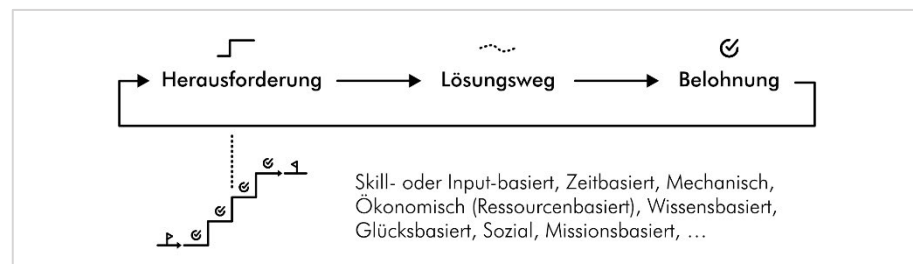 Herausforderung Lösungsweg Belohnung
Skill- oder Input-basiert, Zeitbasiert, Mechanisch,
Ökonomisch (Ressourcenbasiert), Wissensbasiert,
Glücksbasiert, Sozial, Missionsbasiert, ...